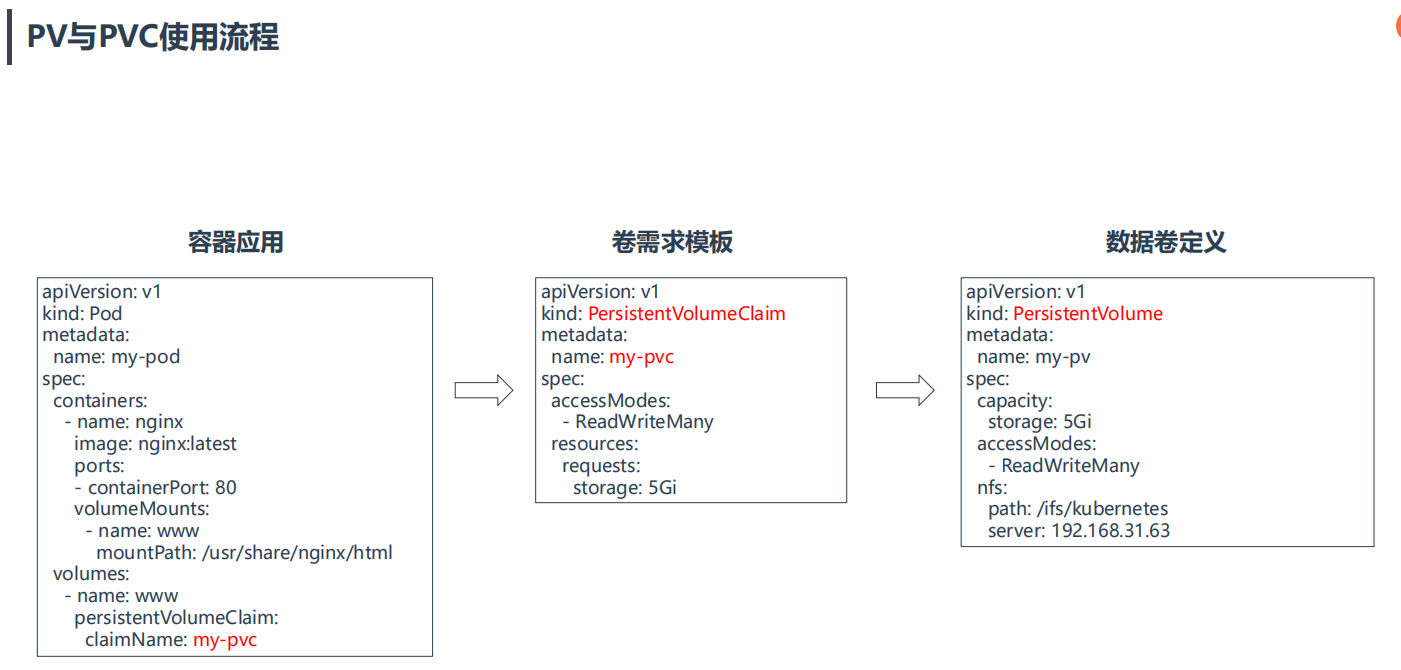 PV与PVC使用流程
容器应用
apiVersion: v1
kind: Pod
metadata:
  name: my-pod
spec:
  containers:
    - name: nginx
      image: nginx:latest
      ports:
      - containerPort: 80
      volumeMounts:
        - name: www
          mountPath: /usr/share/nginx/html
  volumes:
    - name: www
      persistentVolumeClaim:
        claimName: my-pvc
卷需求模板
apiVersion: v1
kind: PersistentVolumeClaim
metadata:
  name: my-pvc
spec:
  accessModes:
    - ReadWriteMany
  resources:
    requests:
      storage: 5Gi
数据卷定义
apiVersion: v1
kind: PersistentVolume
metadata:
  name: my-pv
spec:
  capacity:
    storage: 5Gi
  accessModes:
    - ReadWriteMany
  nfs:
    path: /ifs/kubernetes
    server: 192.168.31.63